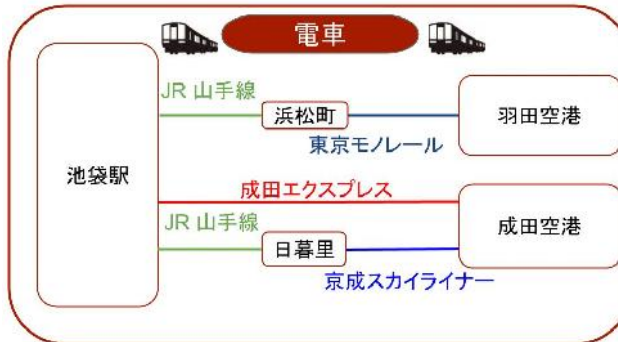 電車
JR 山手線
浜松町
羽田空港
東京モノレール
池袋駅
成田エクスプレス
成田空港
JR 山手線
日暮里
京成スカイライナー